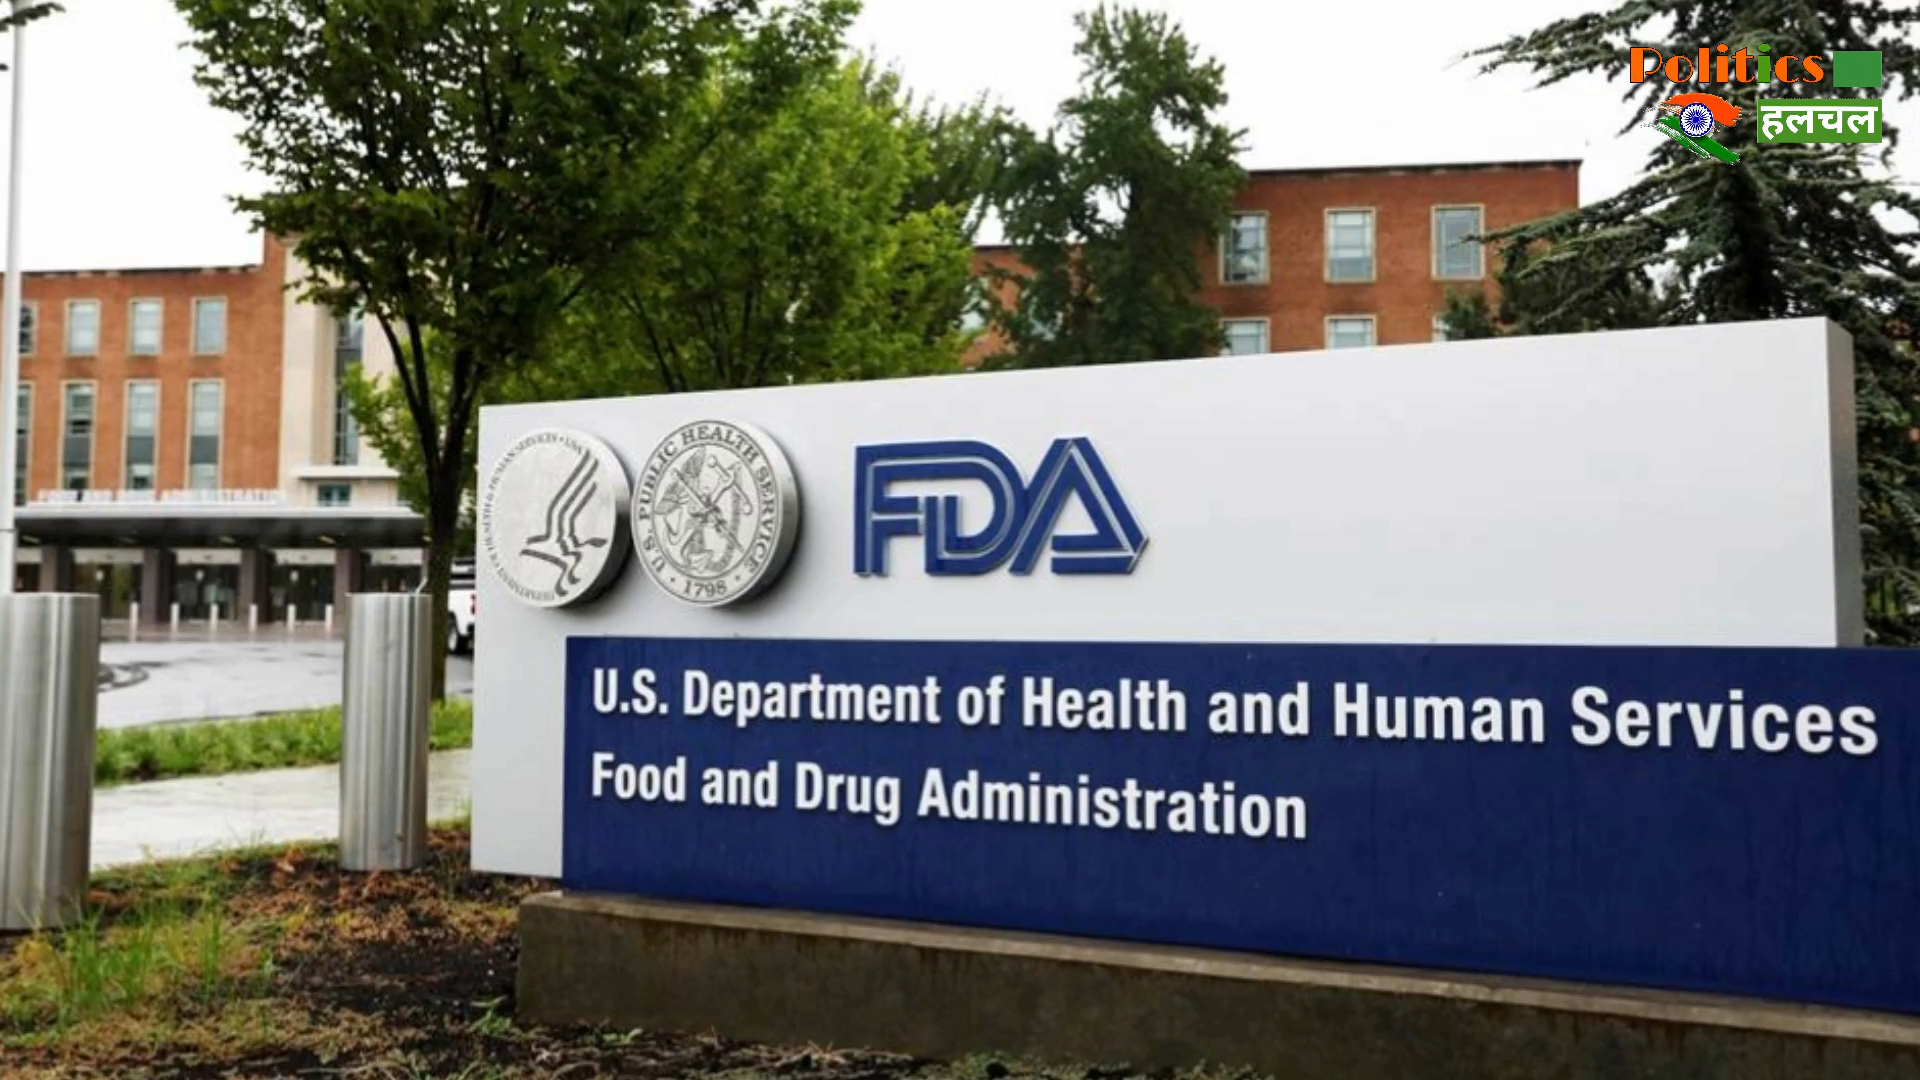 Politics
हलचल
U.S. PUBLIC HEALTH SERVICE
1798
FDA
U.S. Department of Health and Human Services
Food and Drug Administration